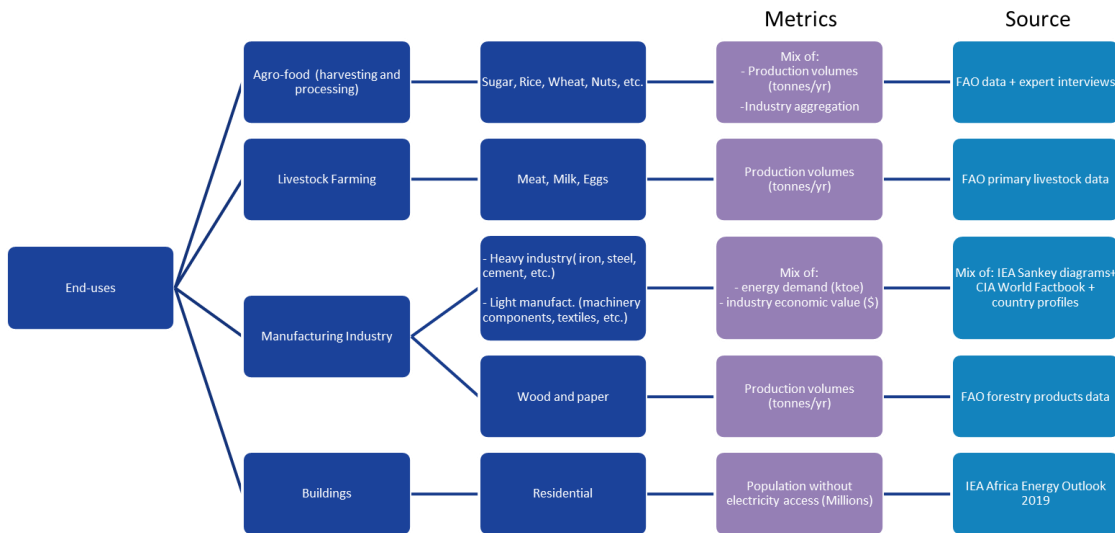 Metrics
Source
Agro-food (harvesting and
processing)
Sugar, Rice, Wheat, Nuts, etc.
Mix of:
- Production volumes
(tonnes/yr)
-Industry aggregation
FAO data + expert interviews
Livestock Farming
Meat, Milk, Eggs
Production volumes
(tonnes/yr)
FAO primary livestock data
End-uses
Manufacturing Industry
- Heavy industry( iron, steel,
cement, etc.)
- Light manufact. (machinery
components, textiles, etc.)
Mix of:
- energy demand (ktoe)
- industry economic value ($)
Mix of: IEA Sankey diagrams+
CIA World Factbook +
country profiles
Wood and paper
Production volumes
(tonnes/yr)
FAO forestry products data
Buildings
Residential
Population without
electricity access (Millions)
IEA Africa Energy Outlook
2019